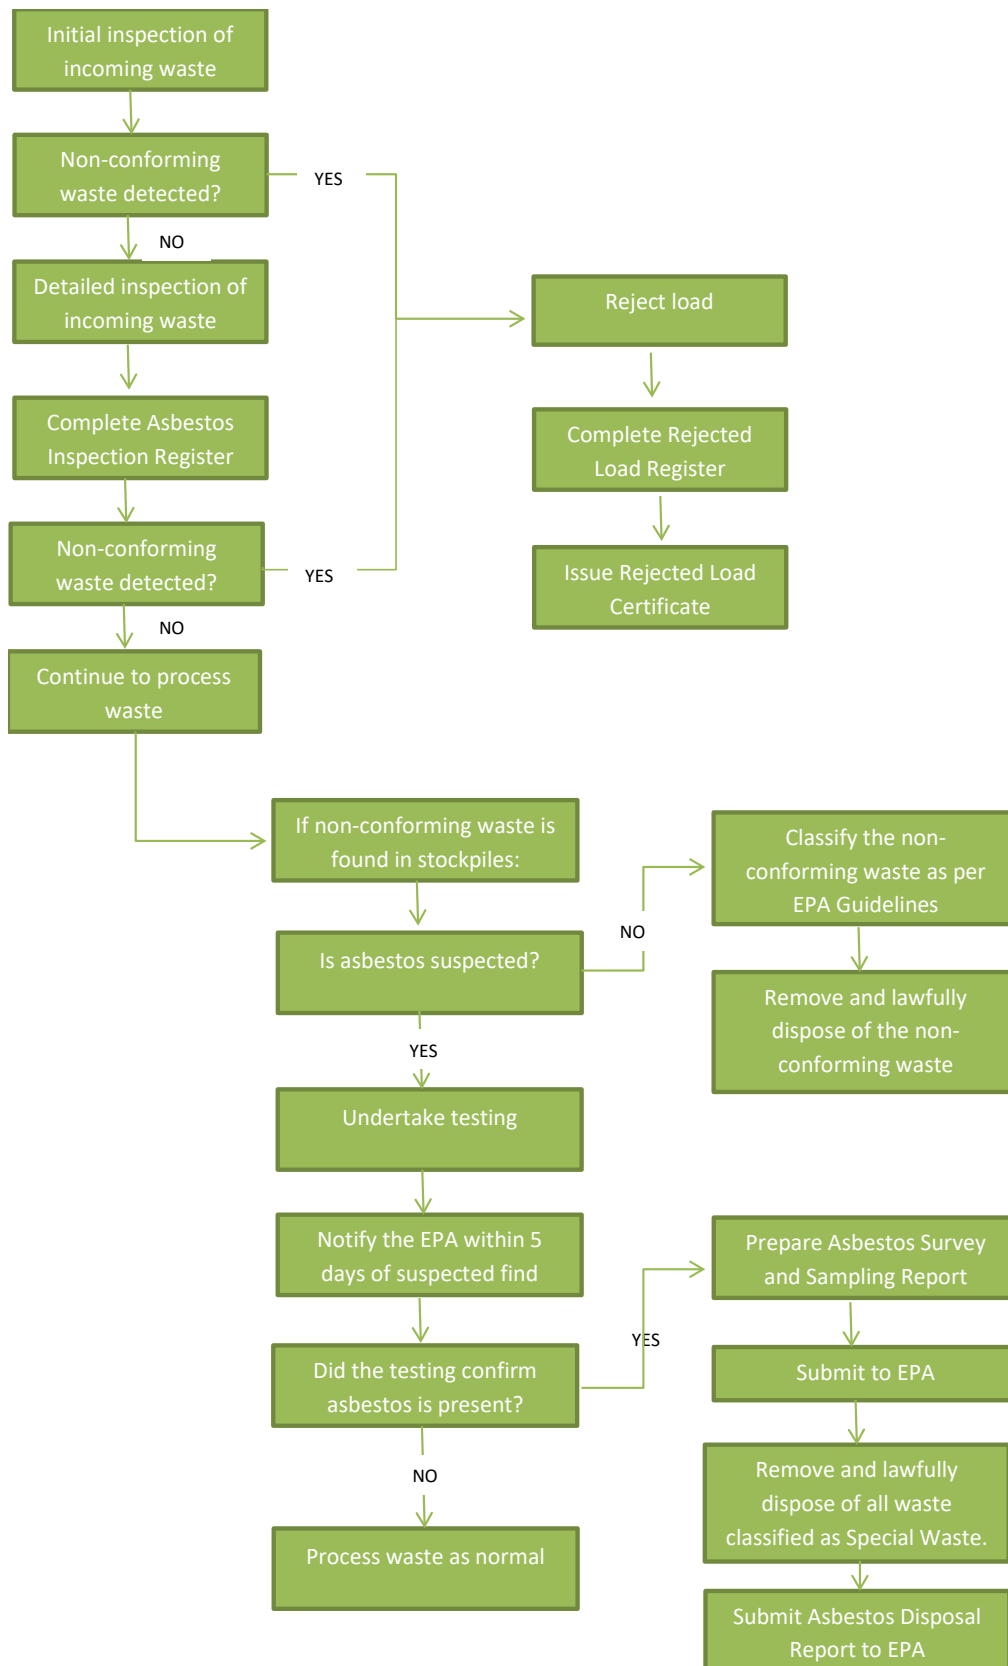 Initial inspection of
incoming waste
Non-conforming
waste detected?
YES
NO
Detailed inspection of
incoming waste
Reject load
Complete Asbestos
Inspection Register
Complete Rejected
Load Register
Non-conforming
waste detected?
YES
Issue Rejected Load
Certificate
NO
Continue to process
waste
If non-conforming waste is
found in stockpiles:
Classify the non-
conforming waste as per
EPA Guidelines
Is asbestos suspected?
NO
Remove and lawfully
dispose of the non-
conforming waste
YES
Undertake testing
Notify the EPA within 5
days of suspected find
Prepare Asbestos Survey
and Sampling Report
YES
Did the testing confirm
asbestos is present?
Submit to EPA
NO
Remove and lawfully
dispose of all waste
classified as Special Waste.
Process waste as normal
Submit Asbestos Disposal
Report to EPA